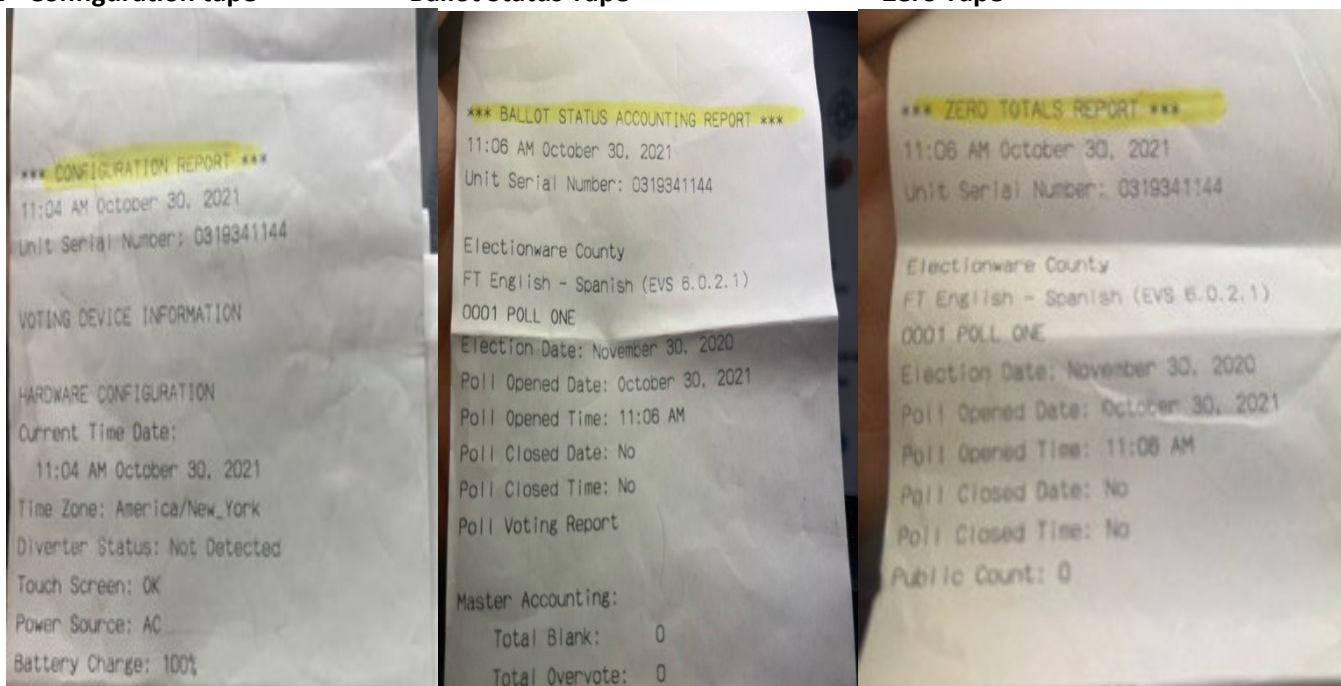 Configuration tape
Ballot Status Tape
Zero Tape
*** CONFIGURATION REPORT ***
11:04 AM October 30, 2021
Unit Serial Number: 0319341144
VOTING DEVICE INFORMATION
HARDWARE CONFIGURATION
Current Time Date:
11:04 AM October 30, 2021
Time Zone: America/New_York
Diverter Status: Not Detected
Touch Screen: OK
Power Source: AC
Battery Charge: 100%
*** BALLOT STATUS ACCOUNTING REPORT ***
11:06 AM October 30, 2021
Unit Serial Number: 0319341144
Electionware County
FT English - Spanish (EVS 6.0.2.1)
0001 POLL ONE
Election Date: November 30, 2020
Poll Opened Date: October 30, 2021
Poll Opened Time: 11:06 AM
Poll Closed Date: No
Poll Closed Time: No
Poll Voting Report
Master Accounting:
Total Blank: 0
Total Overvote: 0
*** ZERO TOTALS REPORT ***
11:06 AM October 30, 2021
Unit Serial Number: 0319341144
Electionware County
FT English - Spanish (EVS 6.0.2.1)
0001 POLL ONE
Election Date: November 30, 2020
Poll Opened Date: October 30, 2021
Poll Opened Time: 11:06 AM
Poll Closed Date: No
Poll Closed Time: No
Public Count: 0